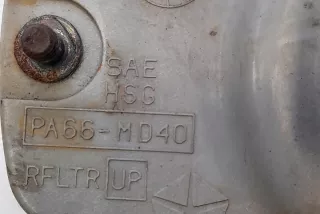 SAE
HSG
PA66-MD40
RFLTR UP